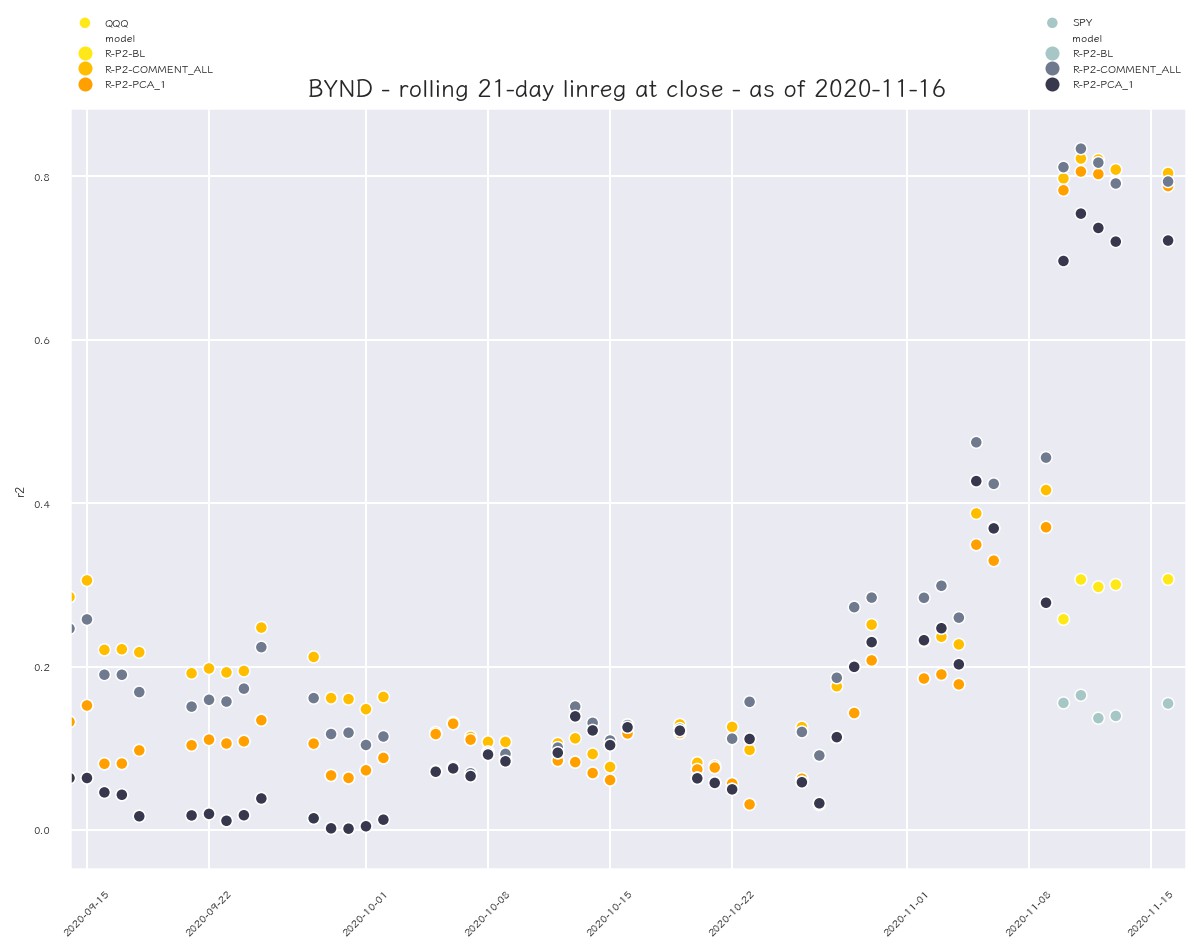 QQQ
model
R-P2-BL
R-P2-COMMENT_ALL
R-P2-PCA_1
SPY
model
R-P2-BL
R-P2-COMMENT_ALL
R-P2-PCA_1
BYND - rolling 21-day linreg at close - as of 2020-11-16
r2
0.8
0.6
0.4
0.2
0.0
2020-09-15
2020-09-22
2020-10-01
2020-10-08
2020-10-15
2020-10-22
2020-11-01
2020-11-08
2020-11-15